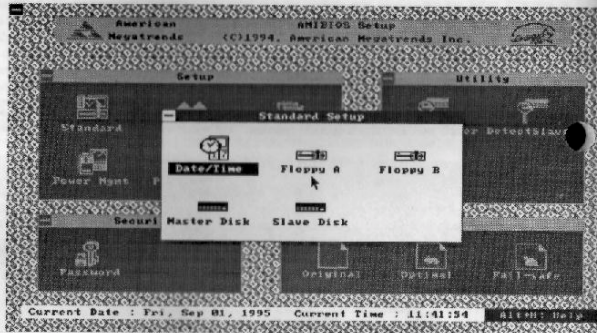 American Megatrends
AMIBIOS Setup
(C)1994, American Megatrends Inc.
Setup
Utility
Standard
DetectSlave
Power Mgmt
Standard Setup
Date/Time
Floppy A
Floppy B
Master Disk
Slave Disk
Securi
Password
Original
Optimal
Fail-safe
Current Date : Fri, Sep 01, 1995
Current Time : 11:41:54
Alt+H: Help